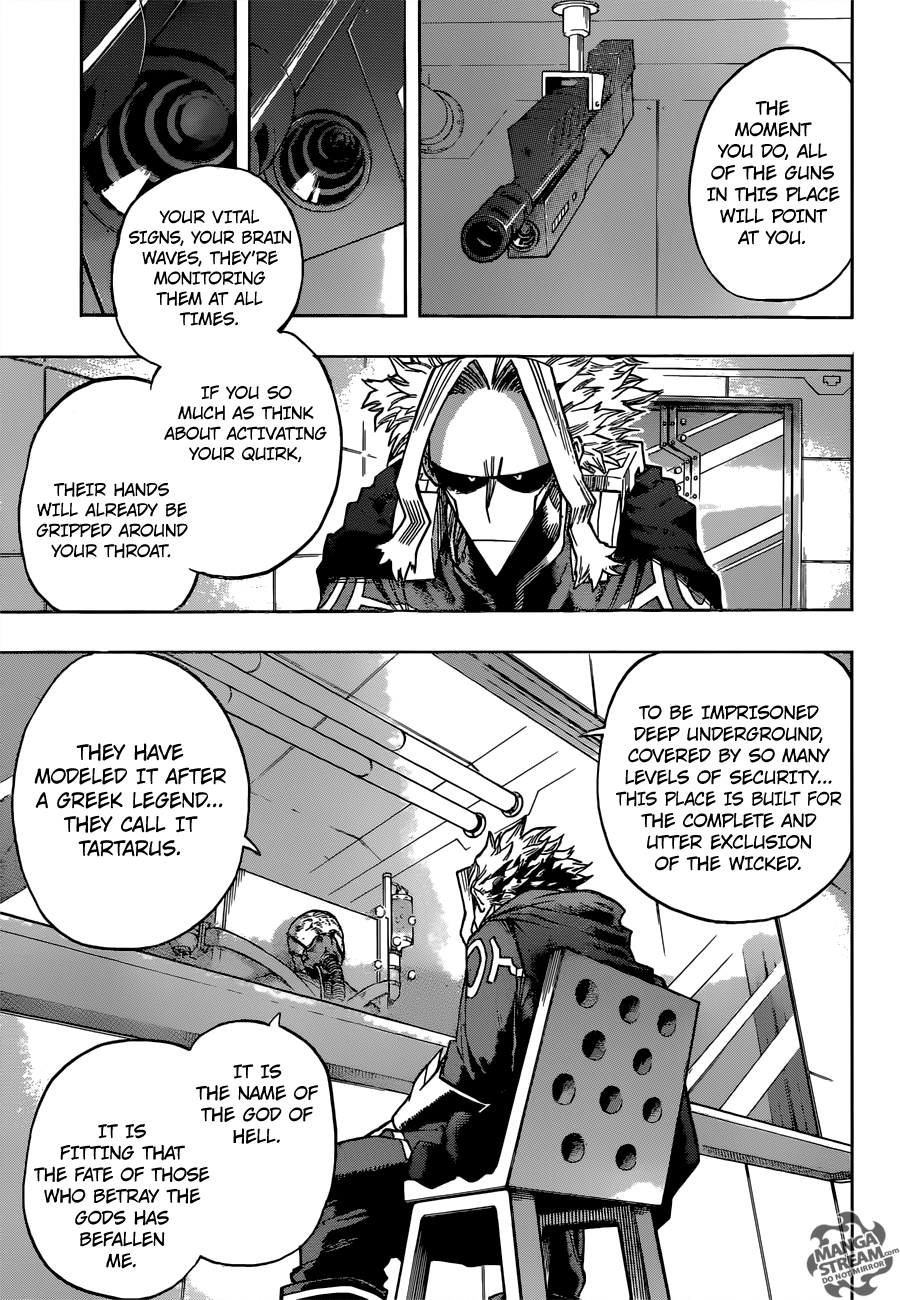 THE
MOMENT
YOU DO, ALL
OF THE GUNS
IN THIS PLACE
WILL POINT
AT YOU.
YOUR VITAL
SIGNS, YOUR BRAIN
WAVES, THEY'RE
MONITORING
THEM AT ALL
TIMES.
IF YOU SO
MUCH AS THINK
ABOUT ACTIVATING
YOUR QUIRK,
THEIR HANDS
WILL ALREADY BE
GRIPPED AROUND
YOUR THROAT.
TO BE IMPRISONED
DEEP UNDERGROUND,
COVERED BY SO MANY
LEVELS OF SECURITY...
THIS PLACE IS BUILT FOR
THE COMPLETE AND
UTTER EXCLUSION
OF THE WICKED.
THEY HAVE
MODELED IT AFTER
A GREEK LEGEND...
THEY CALL IT
TARTARUS.
IT IS
THE NAME OF
THE GOD OF
HELL.
IT IS
FITTING THAT
THE FATE OF THOSE
WHO BETRAY THE
GODS HAS
BEFALLEN
ME.
MANGA
STREAM.com
DO NOT MIRROR